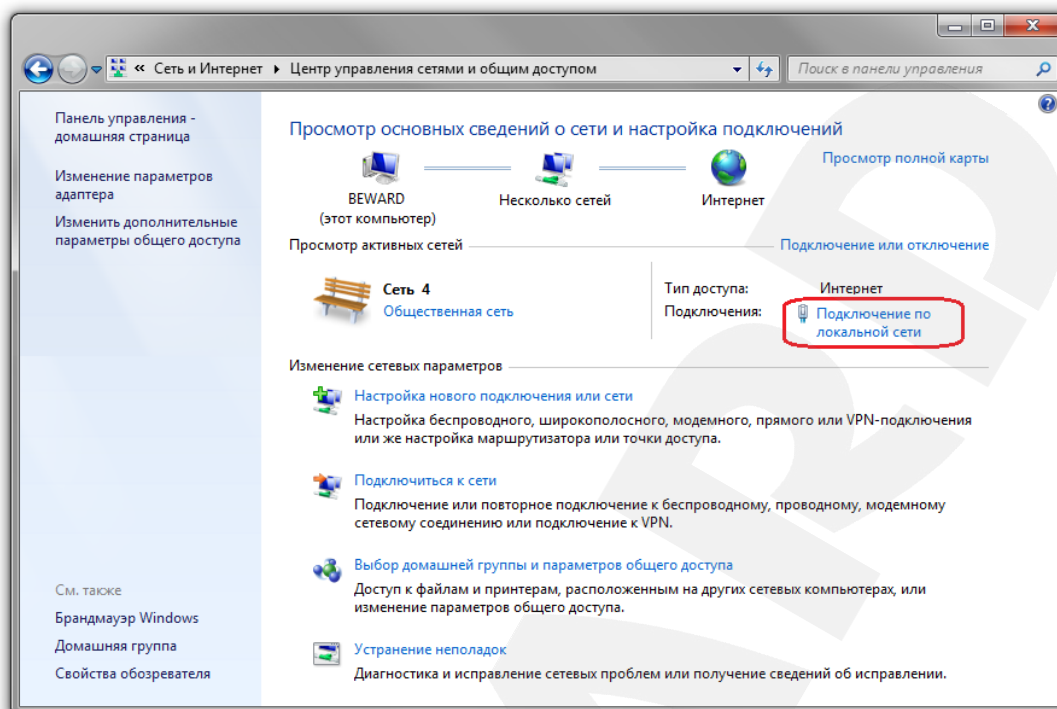 « Сеть и Интернет ▸ Центр управления сетями и общим доступом
Поиск в панели управления
Панель управления -
домашняя страница
Изменение параметров
адаптера
Изменить дополнительные
параметры общего доступа
См. также
Брандмауэр Windows
Домашняя группа
Свойства обозревателя
Просмотр основных сведений о сети и настройка подключений
Просмотр полной карты
BEWARD
(этот компьютер)
Несколько сетей
Интернет
Просмотр активных сетей
Подключение или отключение
Сеть 4
Общественная сеть
Тип доступа: Интернет
Подключения: Подключение по
локальной сети
Изменение сетевых параметров
Настройка нового подключения или сети
Настройка беспроводного, широкополосного, модемного, прямого или VPN-подключения
или же настройка маршрутизатора или точки доступа.
Подключиться к сети
Подключение или повторное подключение к беспроводному, проводному, модемному
сетевому соединению или подключение к VPN.
Выбор домашней группы и параметров общего доступа
Доступ к файлам и принтерам, расположенным на других сетевых компьютерах, или
изменение параметров общего доступа.
Устранение неполадок
Диагностика и исправление сетевых проблем или получение сведений об исправлении.